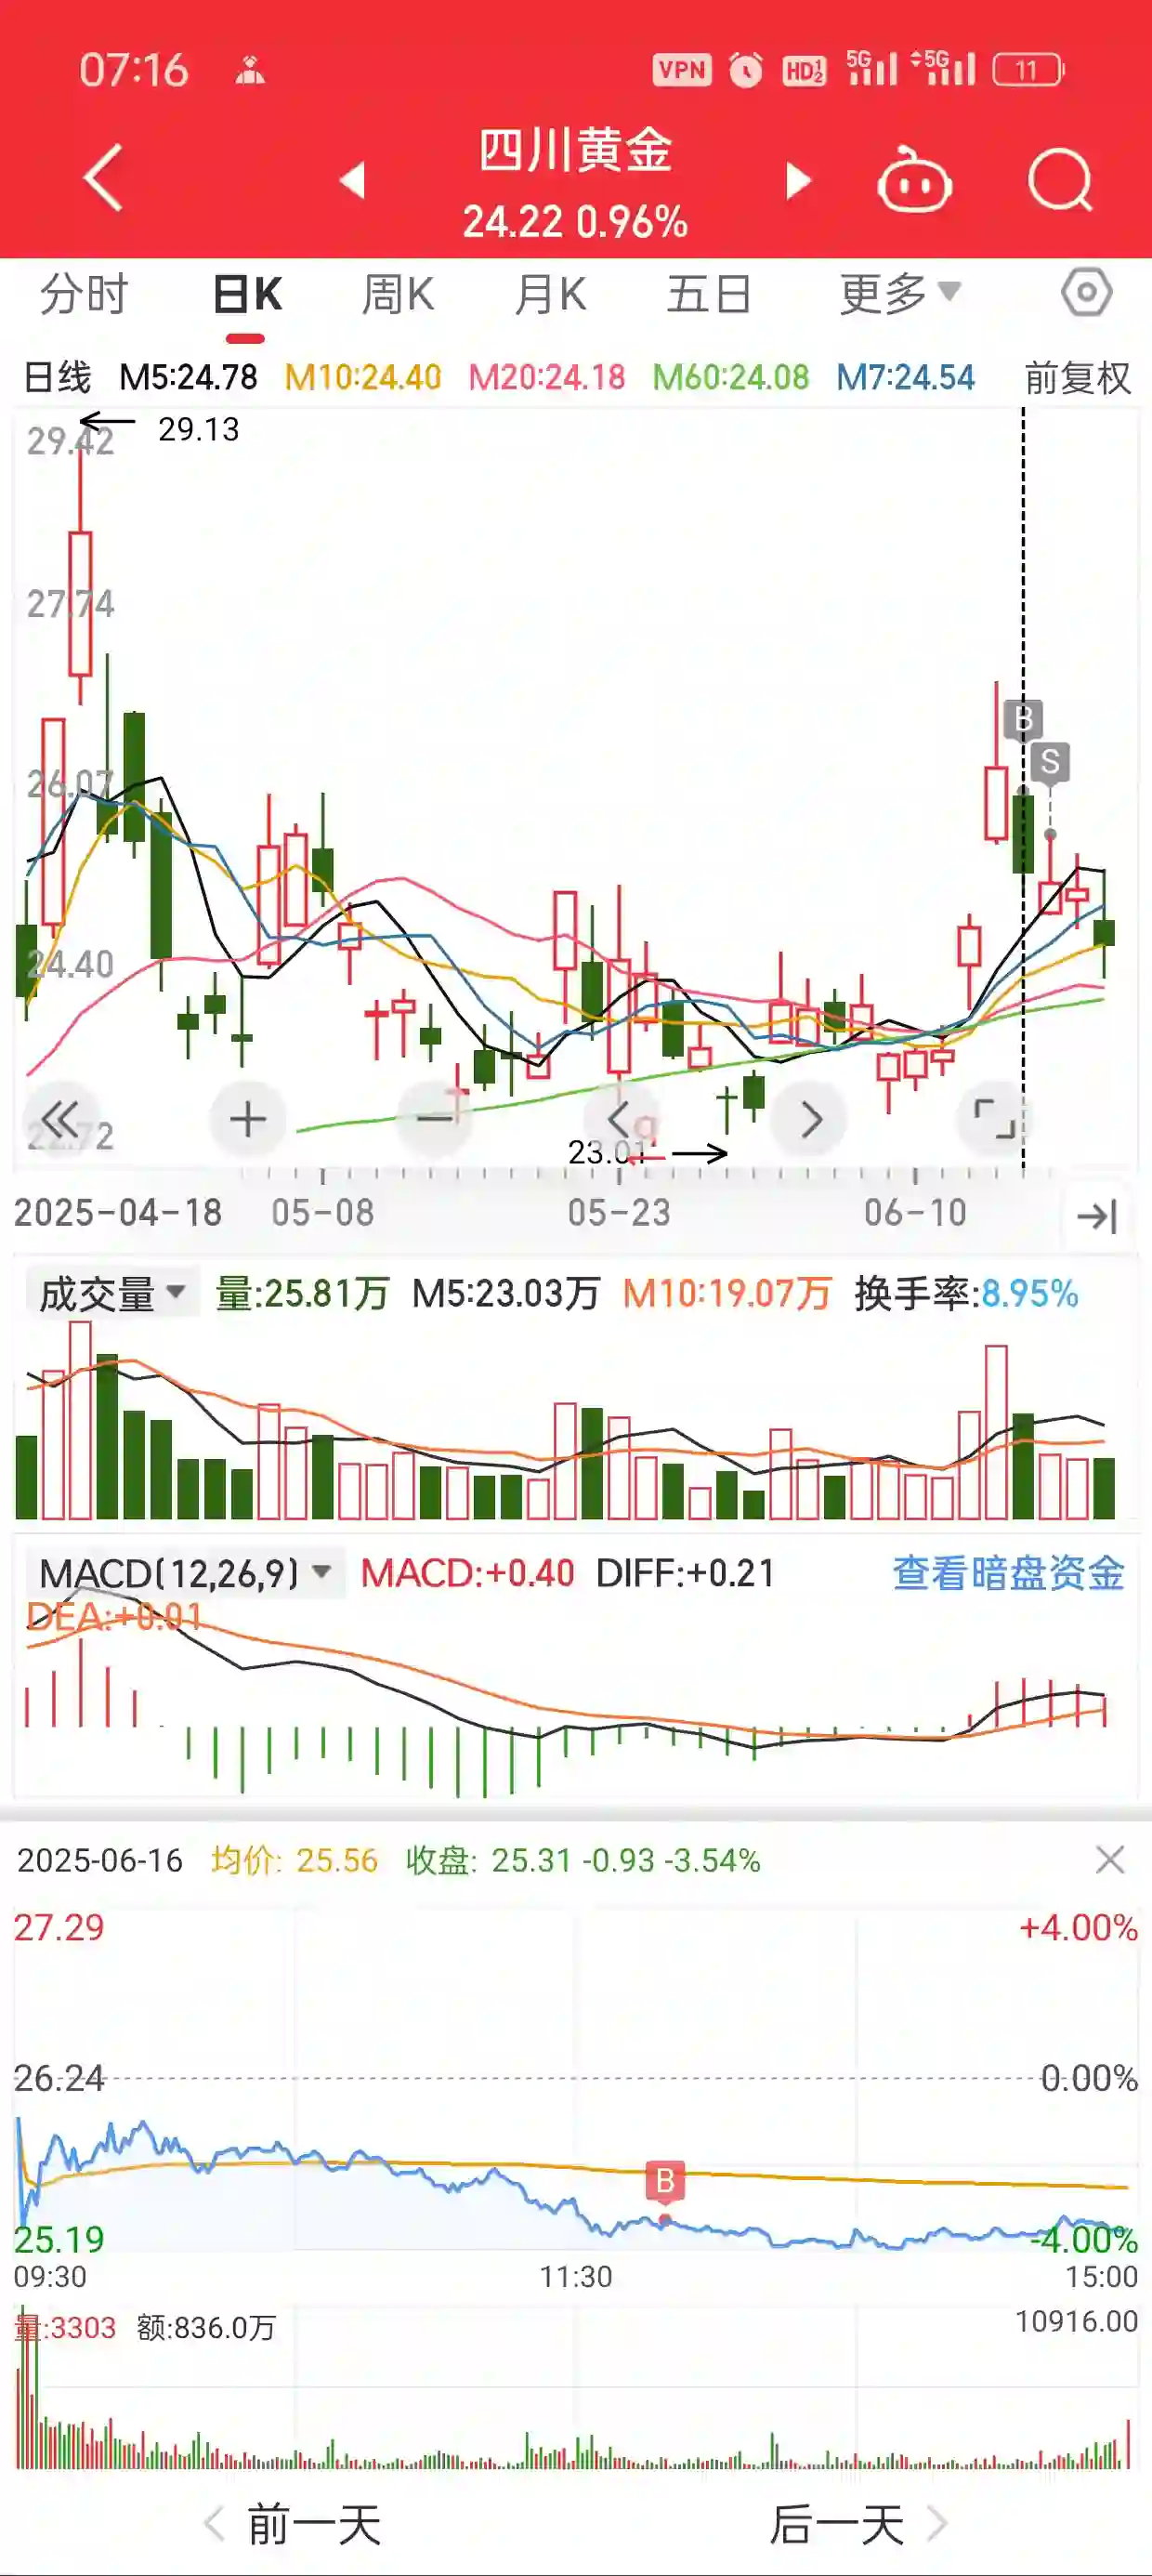 07:16 VPN HD 1 2 5G 5G 11
四川黄金
24.22 0.96%
分时 日K 周K 月K 五日 更多
日线 M5:24.78 M10:24.40 M20:24.18 M60:24.08 M7:24.54 前复权
29.13
29.42
27.74
B
26.07
S
24.40
22.72
23.01
q
2025-04-18 05-08 05-23 06-10
成交量 量:25.81万 M5:23.03万 M10:19.07万 换手率:8.95%
MACD(12,26,9) MACD:+0.40 DIFF:+0.21 查看暗盘资金
DEA:+0.01
2025-06-16 均价: 25.56 收盘: 25.31 -0.93 -3.54%
27.29 +4.00%
26.24 0.00%
B
25.19 -4.00%
09:30 11:30 15:00
量:3303 额:836.0万 10916.00
前一天 后一天